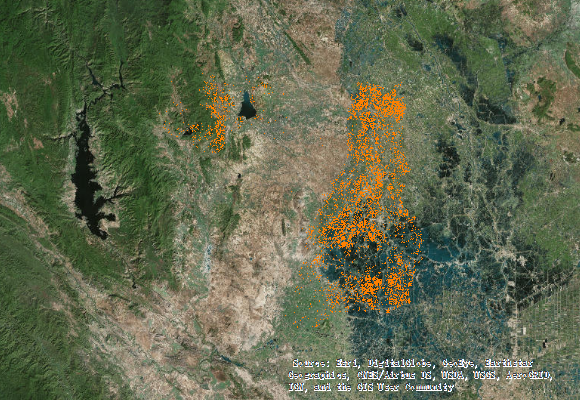 Source: Esri, DigitalGlobe, GeoEye, Earthstar
Geographics, CNES/Airbus DS, USDA, USGS, AeroGRID,
IGN, and the GIS User Community